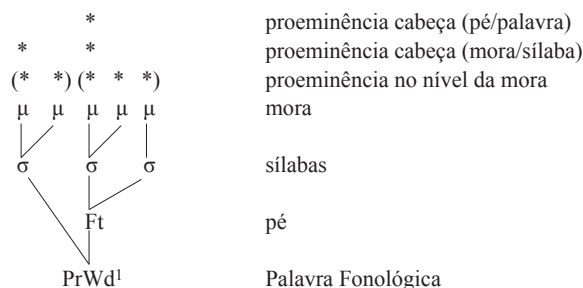 * proeminência cabeça (pé/palavra)
* * proeminência cabeça (mora/sílaba)
(* *) (* * *) proeminência no nível da mora
μ μ μ μ μ mora
σ σ σ sílabas
Ft pé
PrWd¹ Palavra Fonológica